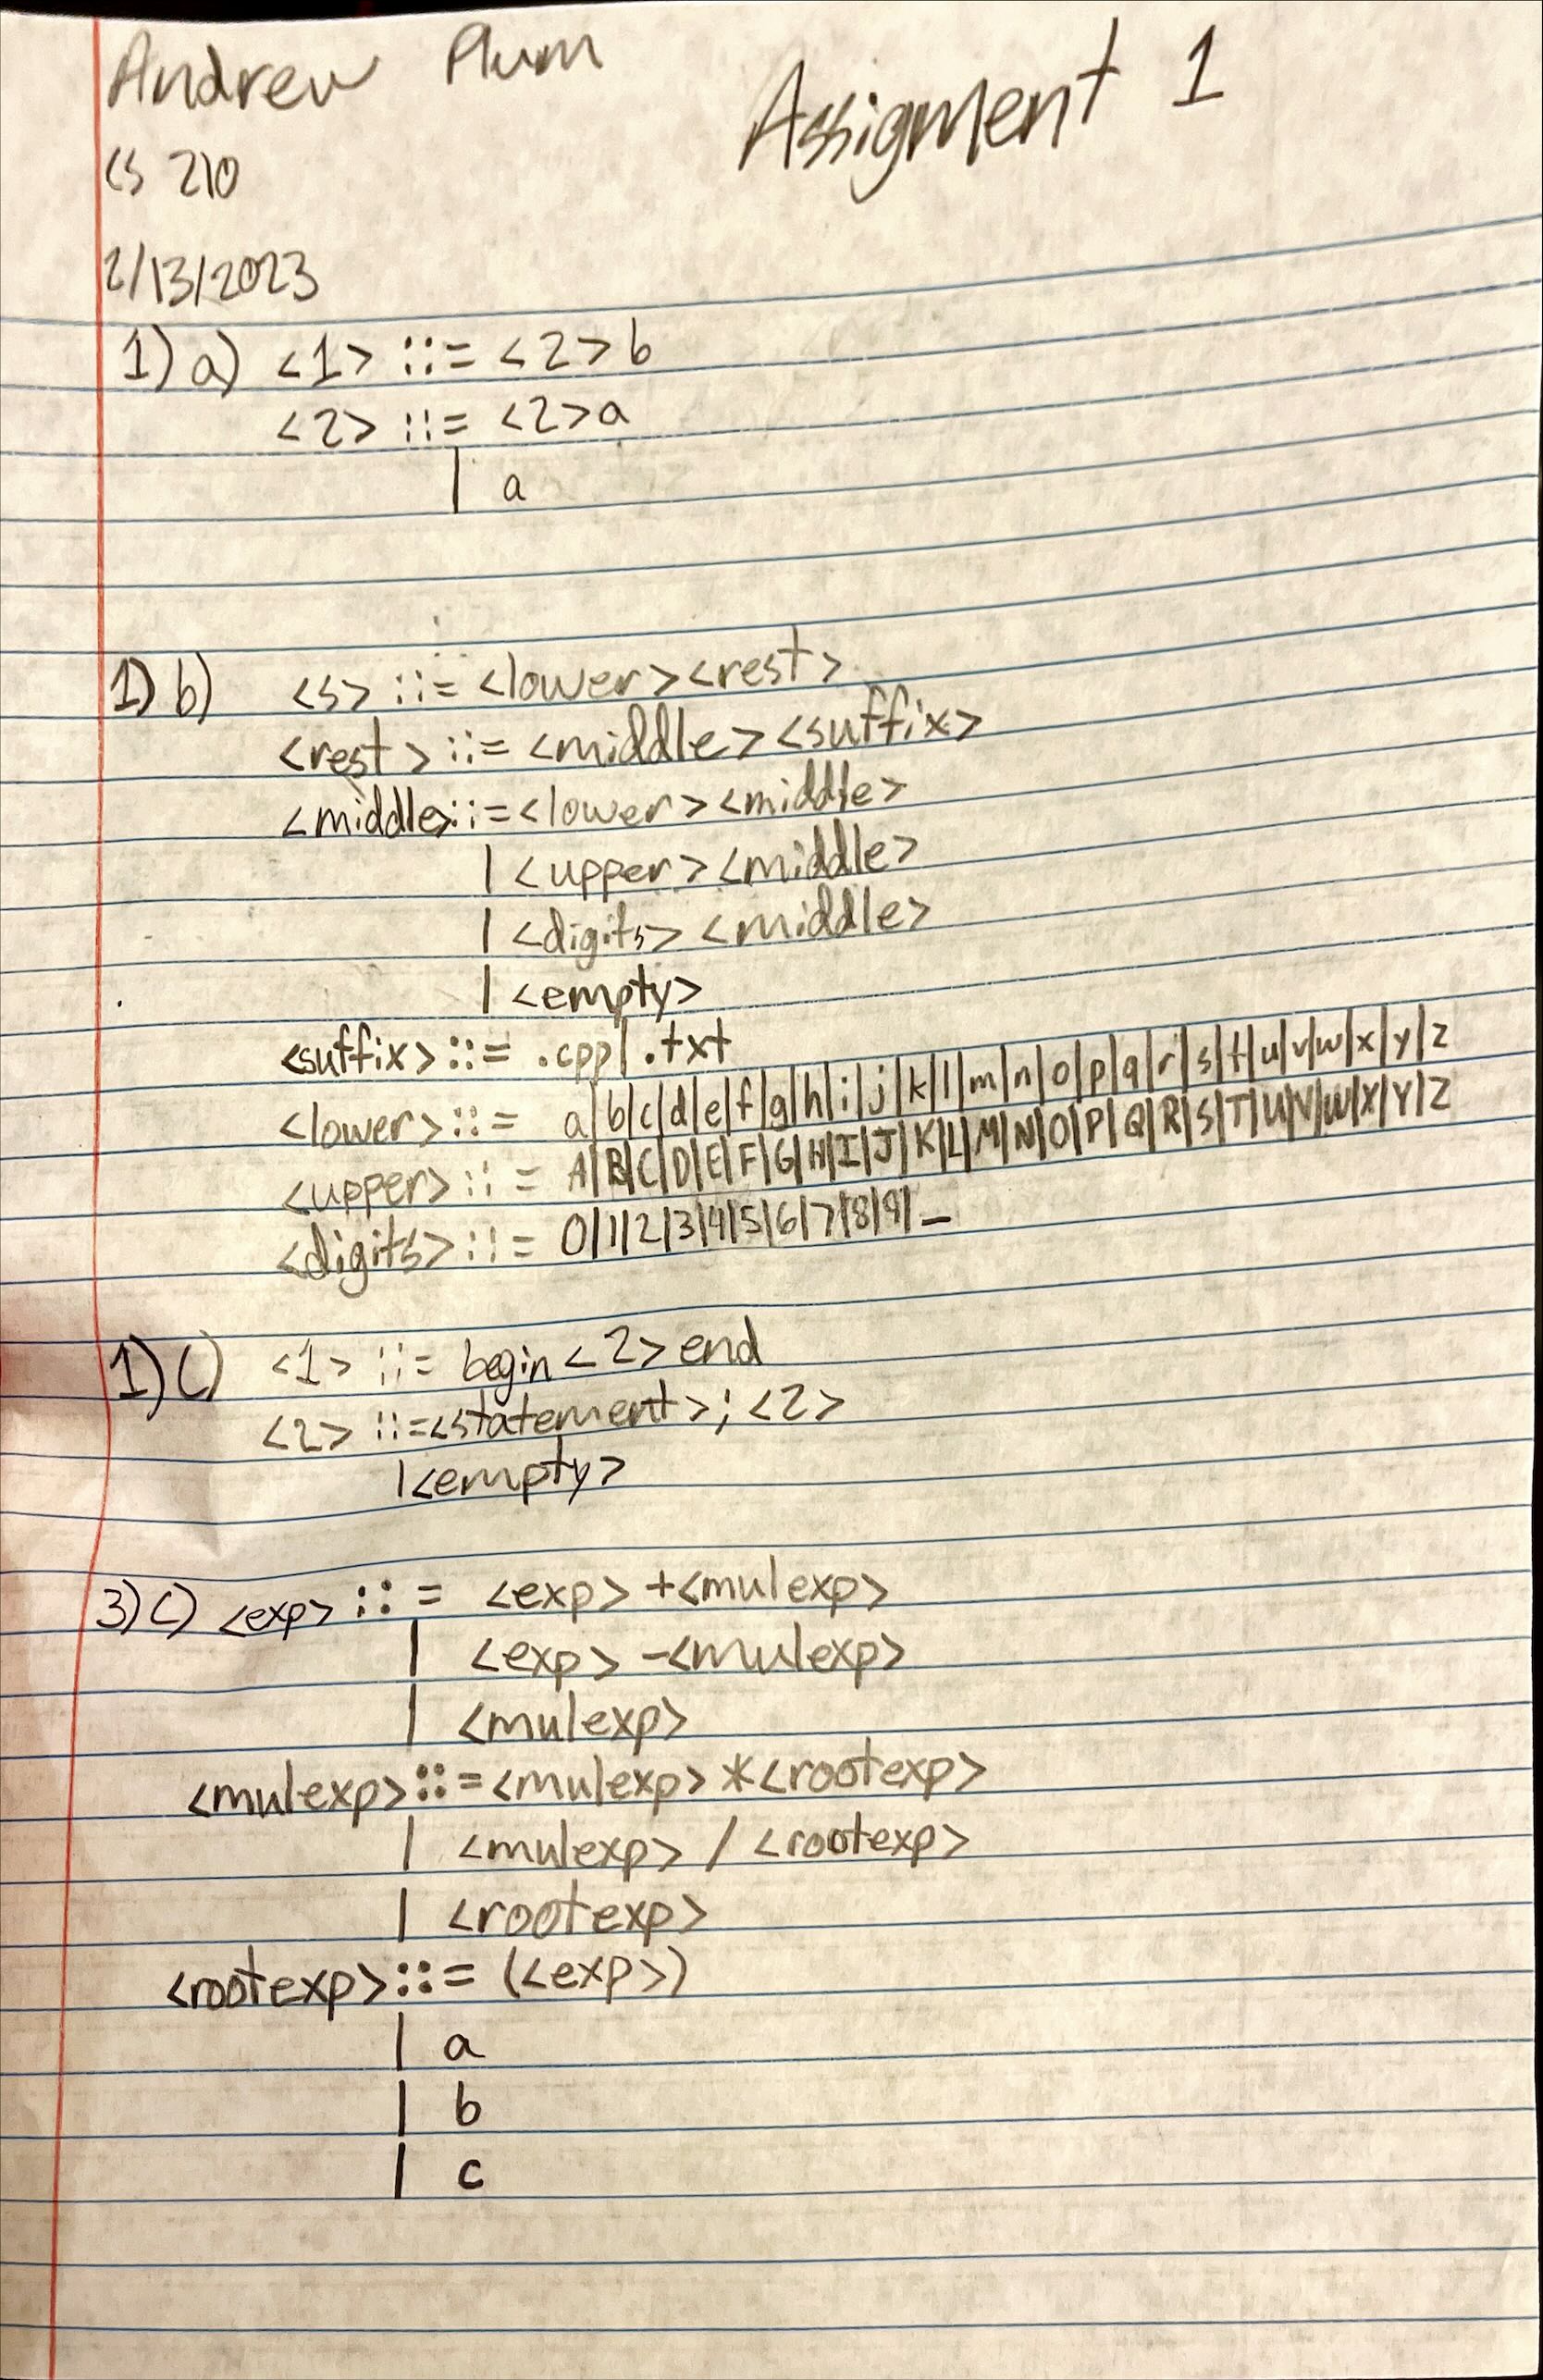 Andrew Plum
Assigment 1
CS 210
2/13/2023
1) a) <1> ::= <2> b
<2> ::= <2>a
| a
1) b) <s> ::= <lower><rest>
<rest> ::= <middle><suffix>
<middle>::=<lower><middle>
| <upper><middle>
| <digits><middle>
| <empty>
<suffix> ::= .cpp| .txt
<lower> ::= a|b|c|d|e|f|g|h|i|j|k|l|m|n|o|p|q|r|s|t|u|v|w|x|y|z
<upper> ::= A|B|C|D|E|F|G|H|I|J|K|L|M|N|O|P|Q|R|S|T|U|V|W|X|Y|Z
<digits> ::= 0|1|2|3|4|5|6|7|8|9|_
1) C) <1> ::= begin <2> end
<2> ::=<statement>; <2>
|<empty>
3) C) <exp> ::= <exp> +<mulexp>
| <exp> -<mulexp>
| <mulexp>
<mulexp>::=<mulexp> *<rootexp>
| <mulexp> / <rootexp>
| <rootexp>
<rootexp>::= (<exp>)
| a
| b
| c